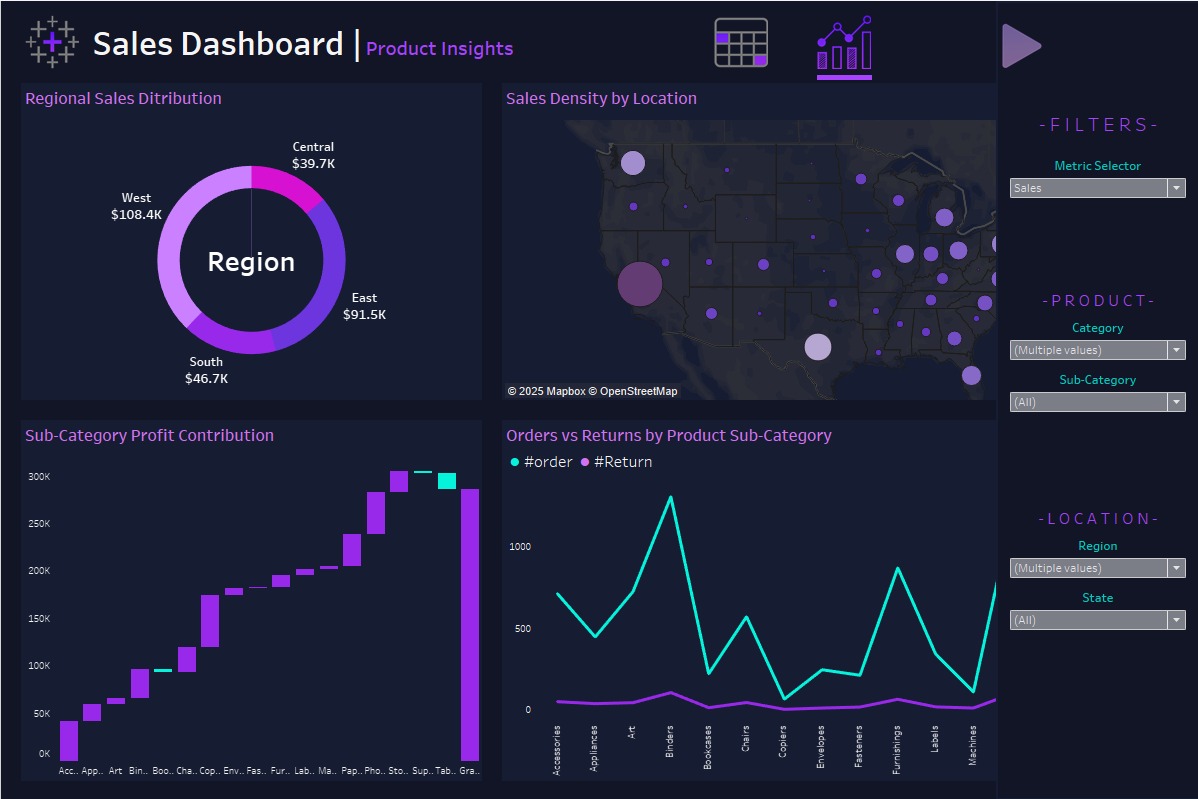 Sales Dashboard | Product Insights
Regional Sales Ditribution
Central
$39.7K
West
$108.4K
Region
East
$91.5K
South
$46.7K
Sales Density by Location
© 2025 Mapbox © OpenStreetMap
Sub-Category Profit Contribution
300K
250K
200K
150K
100K
50K
0K
Acc.. App.. Art Bin.. Boo.. Cha.. Cop.. Env.. Fas.. Fur.. Lab.. Ma.. Pap.. Pho.. Sto.. Sup.. Tab.. Gra..
Orders vs Returns by Product Sub-Category
#order #Return
1000
500
0
Accessories
Appliances
Art
Binders
Bookcases
Chairs
Copiers
Envelopes
Fasteners
Furnishings
Labels
Machines
-FILTERS-
Metric Selector
Sales
-PRODUCT-
Category
(Multiple values)
Sub-Category
(All)
-LOCATION-
Region
(Multiple values)
State
(All)